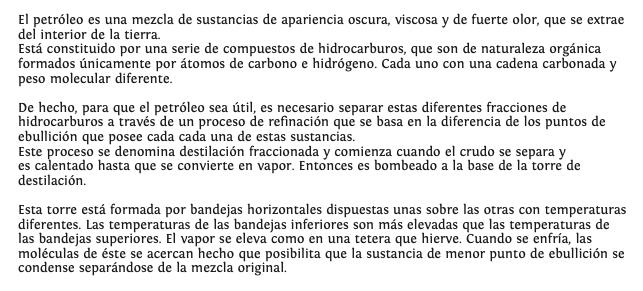 El petróleo es una mezcla de sustancias de apariencia oscura, viscosa y de fuerte olor, que se extrae
del interior de la tierra.
Está constituido por una serie de compuestos de hidrocarburos, que son de naturaleza orgánica
formados únicamente por átomos de carbono e hidrógeno. Cada uno con una cadena carbonada y
peso molecular diferente.
De hecho, para que el petróleo sea útil, es necesario separar estas diferentes fracciones de
hidrocarburos a través de un proceso de refinación que se basa en la diferencia de los puntos de
ebullición que posee cada cada una de estas sustancias.
Este proceso se denomina destilación fraccionada y comienza cuando el crudo se separa y
es calentado hasta que se convierte en vapor. Entonces es bombeado a la base de la torre de
destilación.
Esta torre está formada por bandejas horizontales dispuestas unas sobre las otras con temperaturas
diferentes. Las temperaturas de las bandejas inferiores son más elevadas que las temperaturas de
las bandejas superiores. El vapor se eleva como en una tetera que hierve. Cuando se enfría, las
moléculas de éste se acercan hecho que posibilita que la sustancia de menor punto de ebullición se
condense separándose de la mezcla original.